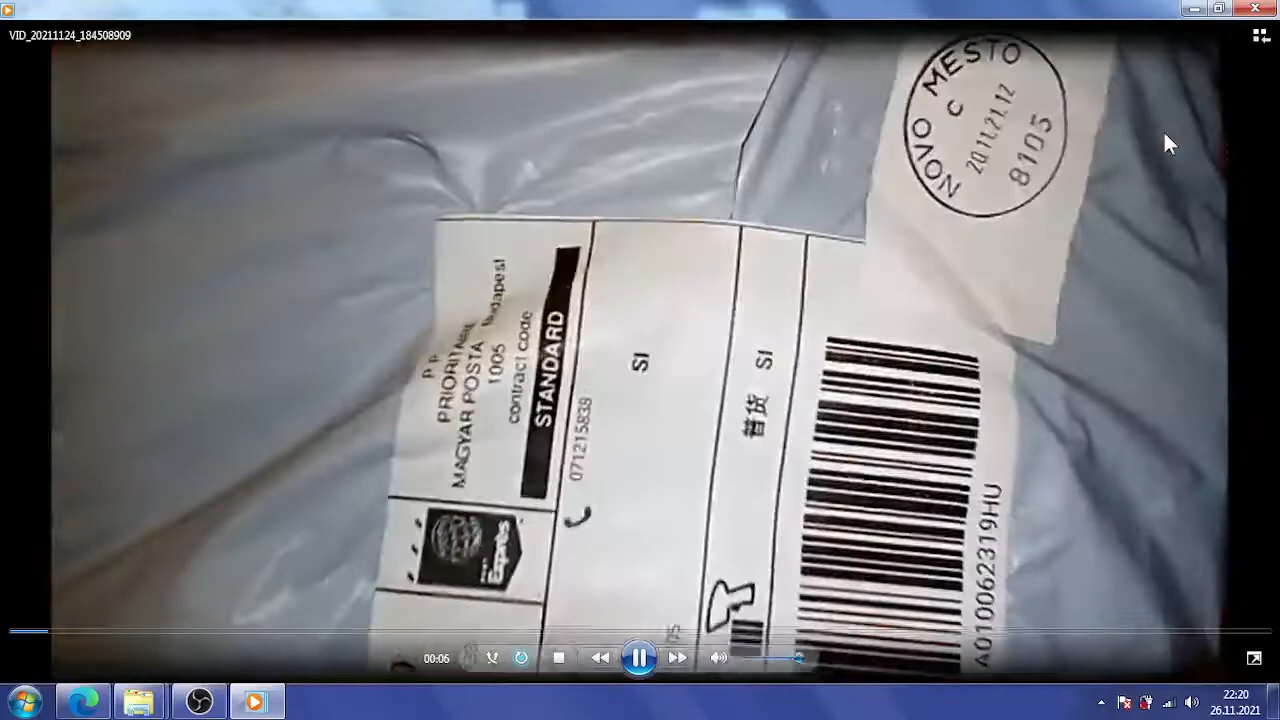 VID_20211124_184508909
NOVO MESTO
C
20.11.21.12
8105
P P
PRIORITAIRE
MAGYAR POSTA
1005 Budapest
contract code
STANDARD
071215838
SI
普货 SI
Exprès
A010062319HU
00:06
22:20
26.11.2021